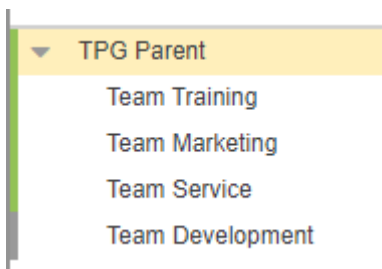 TPG Parent
Team Training
Team Marketing
Team Service
Team Development